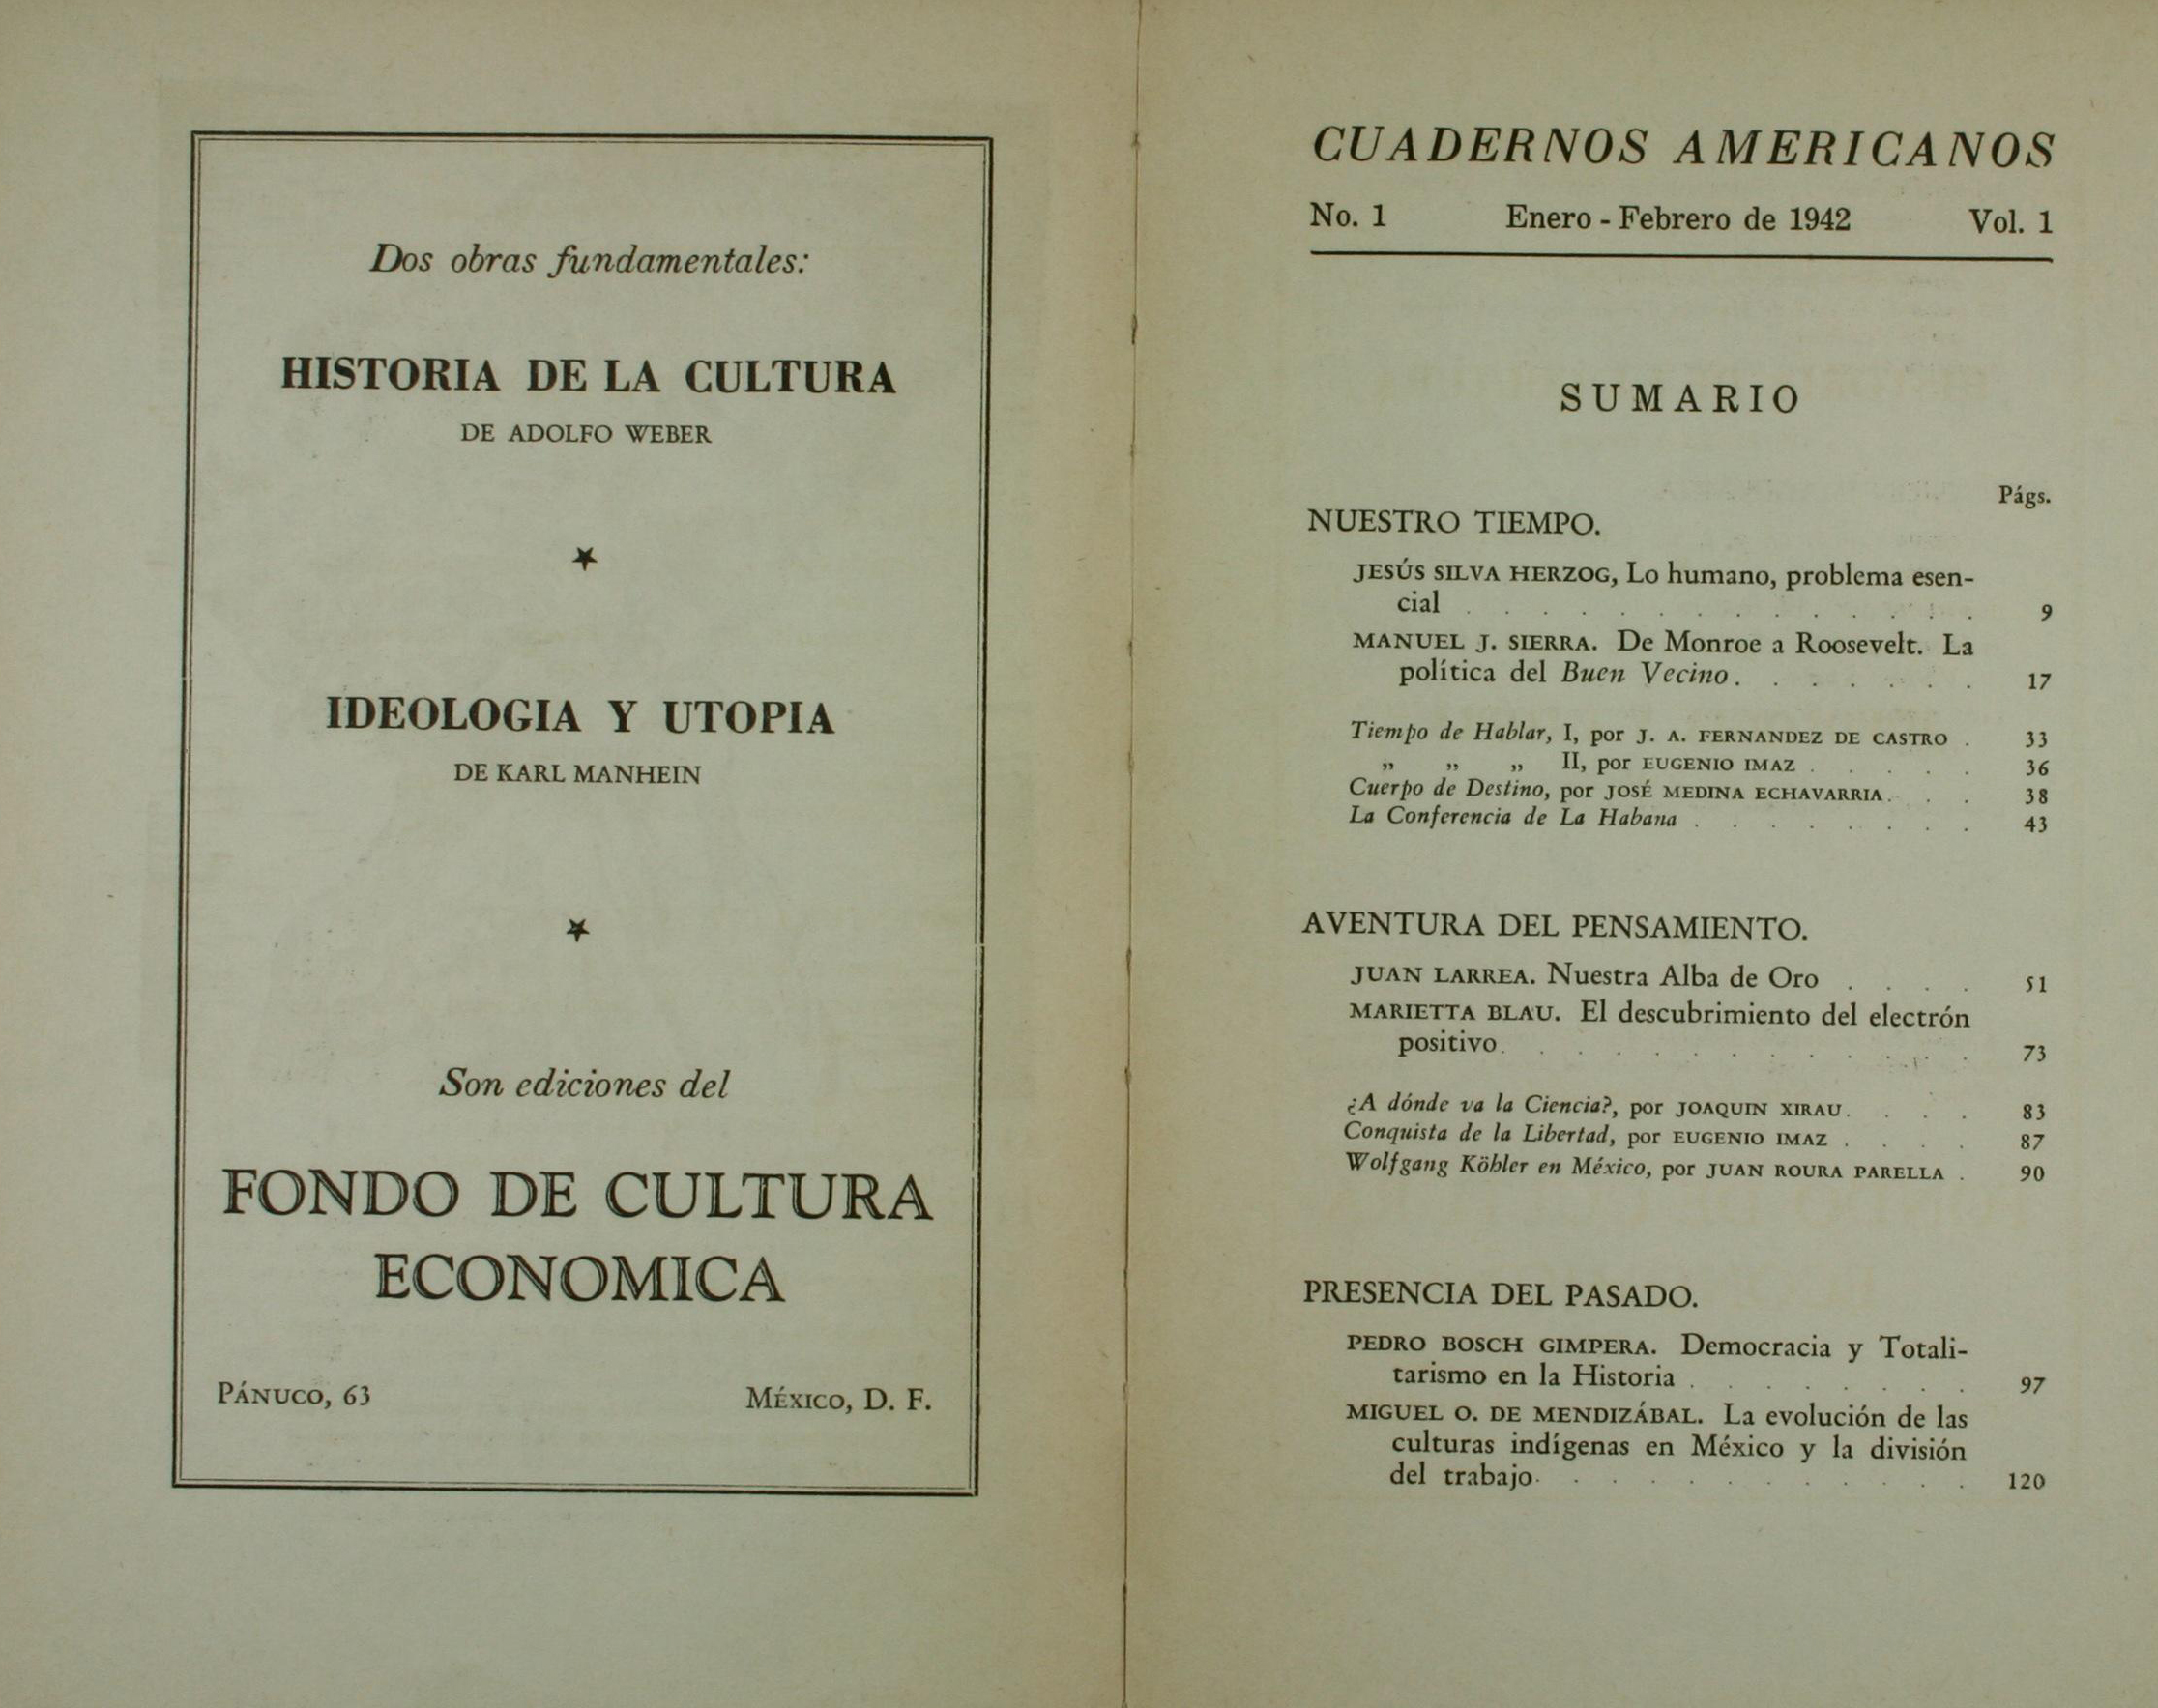 Dos obras fundamentales:
HISTORIA DE LA CULTURA
DE ADOLFO WEBER
IDEOLOGIA Y UTOPIA
DE KARL MANHEIN
Son ediciones del
FONDO DE CULTURA
ECONOMICA
PÁNUCO, 63 MÉXICO, D. F.
CUADERNOS AMERICANOS
No. 1 Enero - Febrero de 1942 Vol. 1
SUMARIO
Págs.
NUESTRO TIEMPO.
JESÚS SILVA HERZOG, Lo humano, problema esen-
cial . . . . . . . . . . . . . . 9
MANUEL J. SIERRA. De Monroe a Roosevelt. La
política del Buen Vecino . . . . . . . 17
Tiempo de Hablar, I, por J. A. FERNANDEZ DE CASTRO . 33
„ „ „ II, por EUGENIO IMAZ . . . . . 36
Cuerpo de Destino, por JOSÉ MEDINA ECHAVARRIA . . . 38
La Conferencia de La Habana . . . . . . . . 43
AVENTURA DEL PENSAMIENTO.
JUAN LARREA. Nuestra Alba de Oro . . . . 51
MARIETTA BLAU. El descubrimiento del electrón
positivo . . . . . . . . . . . . . 73
¿A dónde va la Ciencia?, por JOAQUIN XIRAU . . . . 83
Conquista de la Libertad, por EUGENIO IMAZ . . . . 87
Wolfgang Köhler en México, por JUAN ROURA PARELLA . 90
PRESENCIA DEL PASADO.
PEDRO BOSCH GIMPERA. Democracia y Totali-
tarismo en la Historia . . . . . . . . 97
MIGUEL O. DE MENDIZÁBAL. La evolución de las
culturas indígenas en México y la división
del trabajo . . . . . . . . . . . . 120